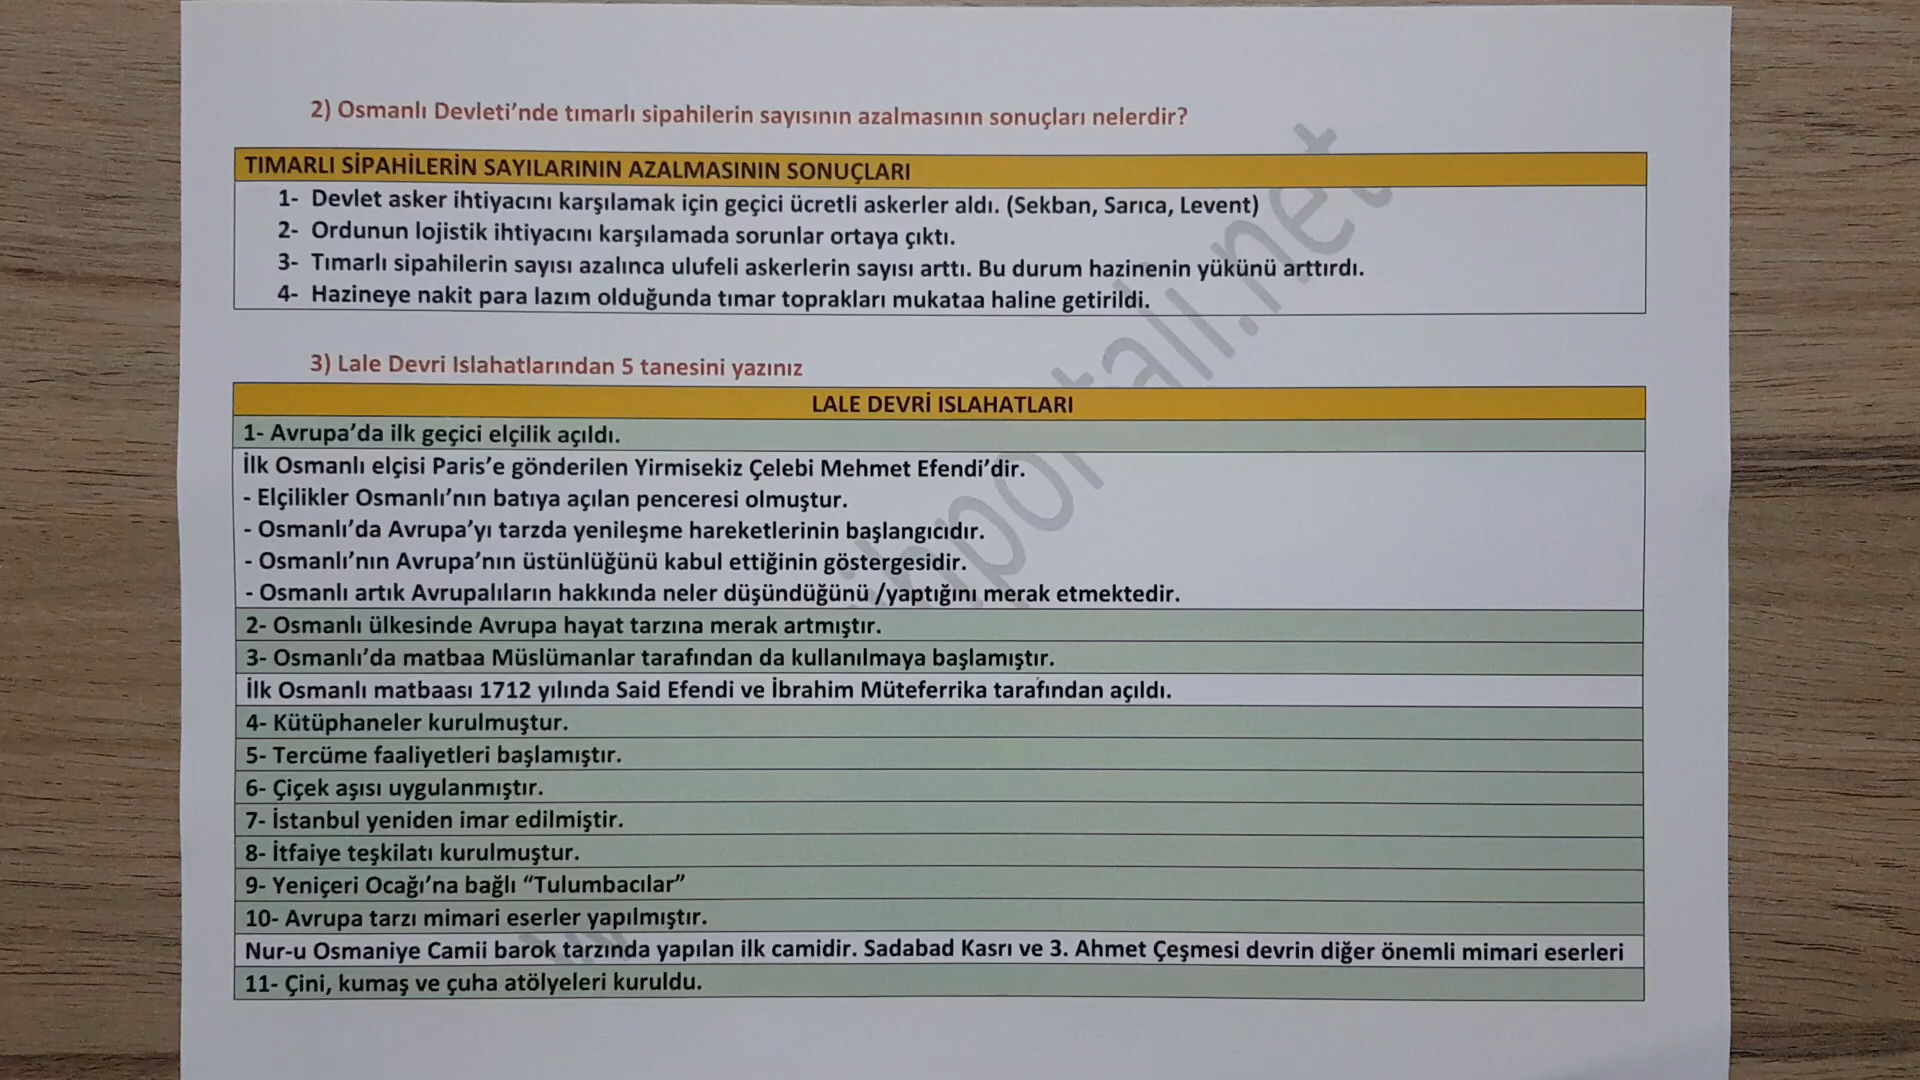 2) Osmanlı Devleti’nde tımarlı sipahilerin sayısının azalmasının sonuçları nelerdir?
TIMARLI SİPAHİLERİN SAYILARININ AZALMASININ SONUÇLARI
1- Devlet asker ihtiyacını karşılamak için geçici ücretli askerler aldı. (Sekban, Sarıca, Levent)
2- Ordunun lojistik ihtiyacını karşılamada sorunlar ortaya çıktı.
3- Tımarlı sipahilerin sayısı azalınca ulufeli askerlerin sayısı arttı. Bu durum hazinenin yükünü arttırdı.
4- Hazineye nakit para lazım olduğunda tımar toprakları mukataa haline getirildi.
3) Lale Devri Islahatlarından 5 tanesini yazınız
LALE DEVRİ ISLAHATLARI
1- Avrupa’da ilk geçici elçilik açıldı.
İlk Osmanlı elçisi Paris’e gönderilen Yirmisekiz Çelebi Mehmet Efendi’dir.
- Elçilikler Osmanlı’nın batıya açılan penceresi olmuştur.
- Osmanlı’da Avrupa’yı tarzda yenileşme hareketlerinin başlangıcıdır.
- Osmanlı’nın Avrupa’nın üstünlüğünü kabul ettiğinin göstergesidir.
- Osmanlı artık Avrupalıların hakkında neler düşündüğünü /yaptığını merak etmektedir.
2- Osmanlı ülkesinde Avrupa hayat tarzına merak artmıştır.
3- Osmanlı’da matbaa Müslümanlar tarafından da kullanılmaya başlamıştır.
İlk Osmanlı matbaası 1712 yılında Said Efendi ve İbrahim Müteferrika tarafından açıldı.
4- Kütüphaneler kurulmuştur.
5- Tercüme faaliyetleri başlamıştır.
6- Çiçek aşısı uygulanmıştır.
7- İstanbul yeniden imar edilmiştir.
8- İtfaiye teşkilatı kurulmuştur.
9- Yeniçeri Ocağı’na bağlı “Tulumbacılar”
10- Avrupa tarzı mimari eserler yapılmıştır.
Nur-u Osmaniye Camii barok tarzında yapılan ilk camidir. Sadabad Kasrı ve 3. Ahmet Çeşmesi devrin diğer önemli mimari eserleri
11- Çini, kumaş ve çuha atölyeleri kuruldu.